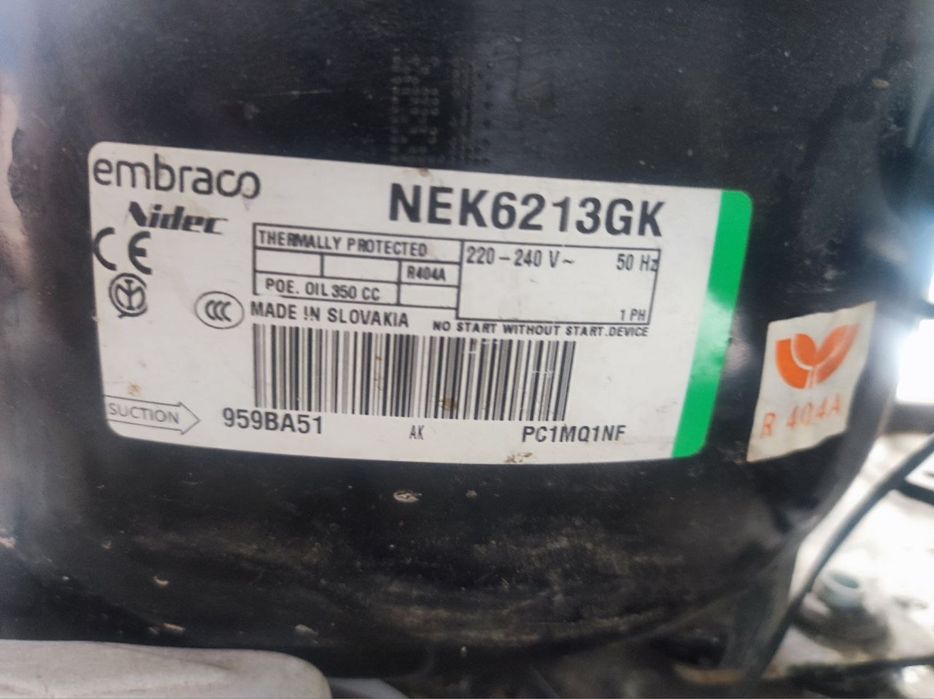 embraco
NEK6213GK
Nidec
CE
THERMALLY PROTECTED
220-240 V~ 50 Hz
R404A
POE. OIL 350 CC
1 PH
CCC
MADE IN SLOVAKIA
NO START WITHOUT START.DEVICE
SUCTION
959BA51
AK
PC1MQ1NF
R 404A